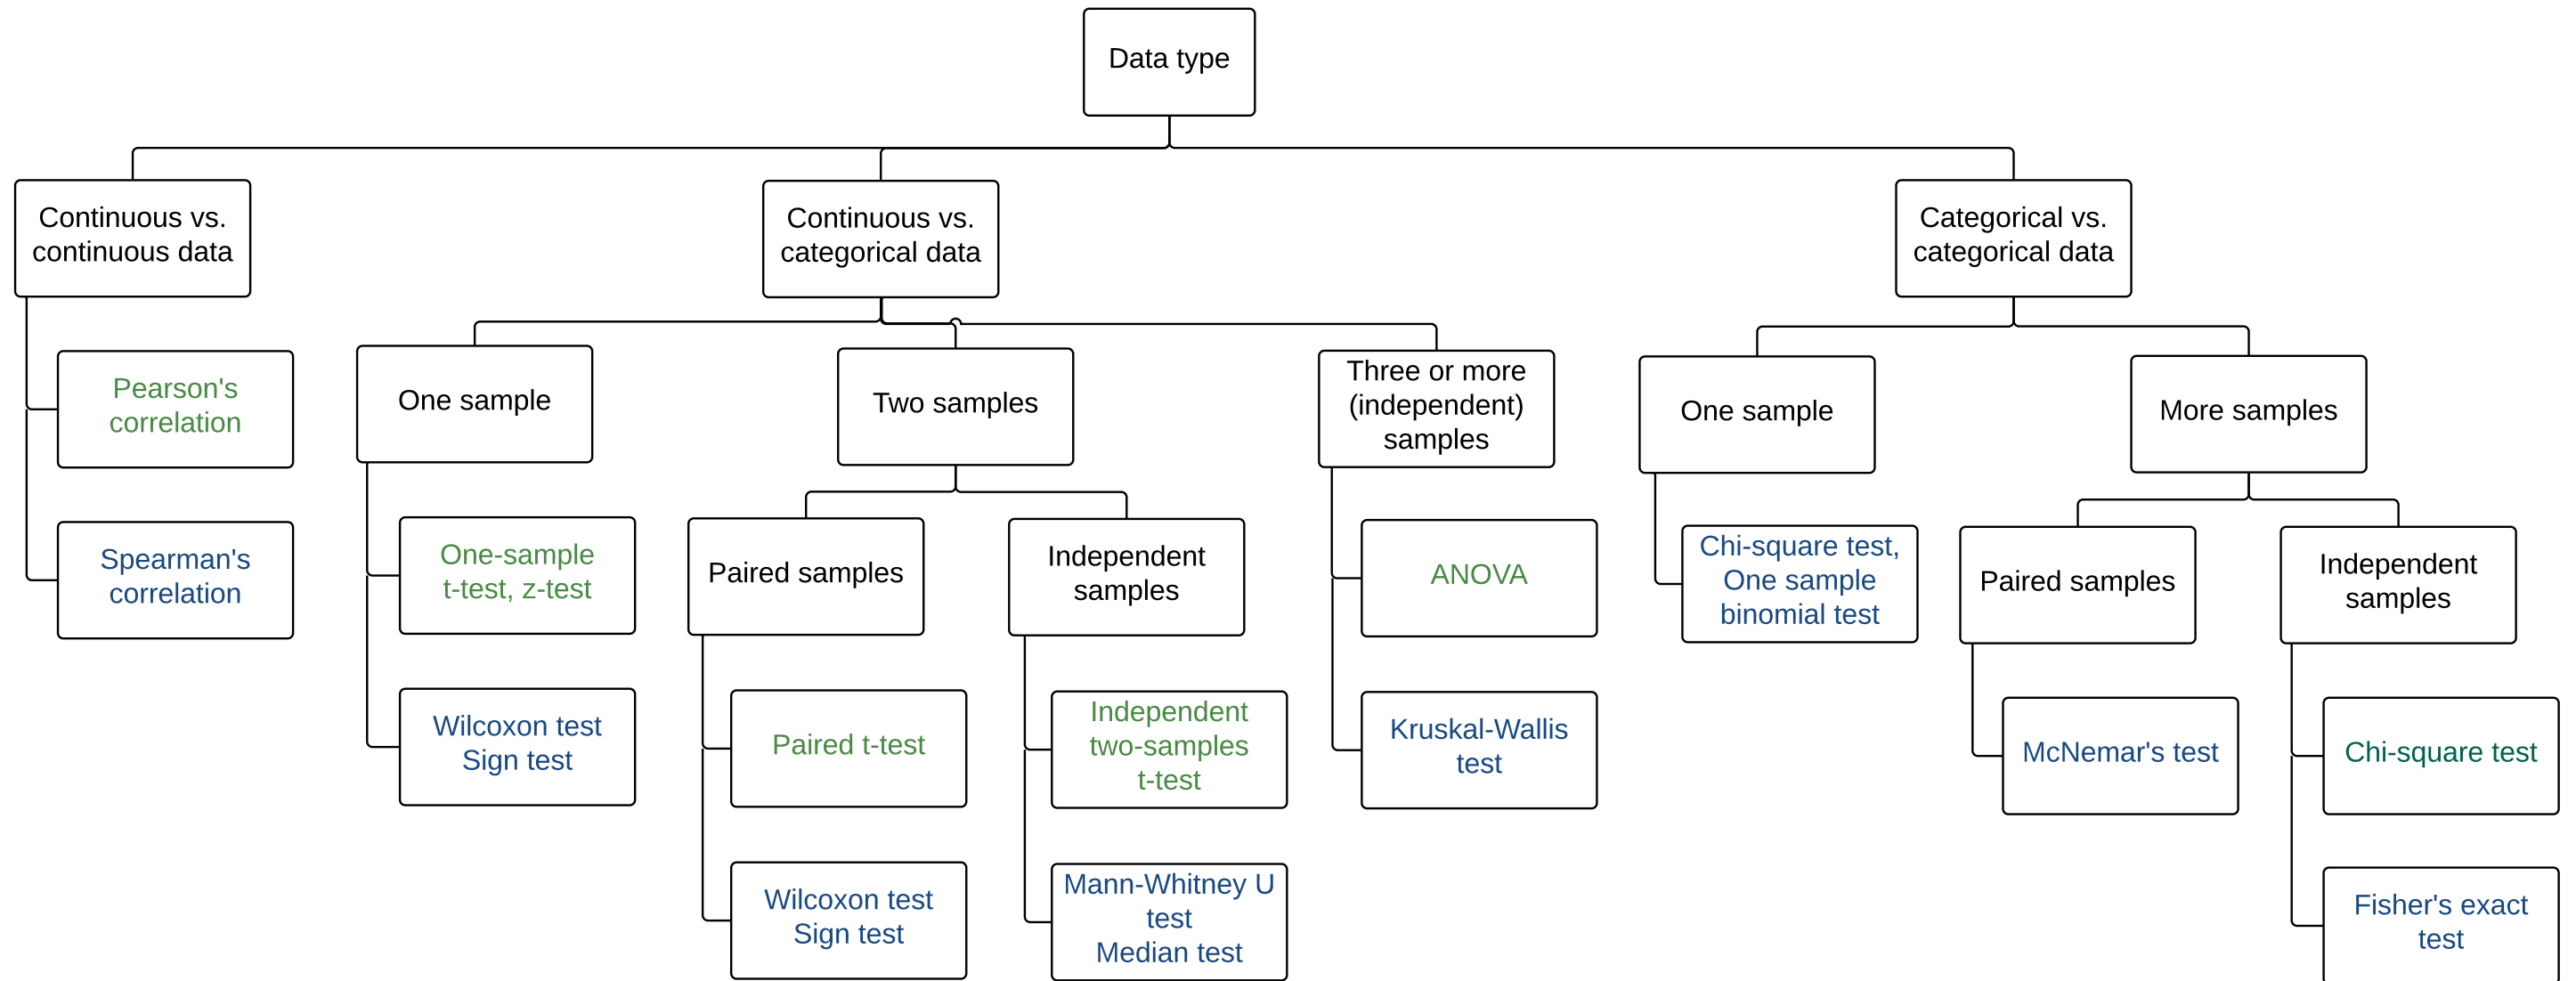 Data type
Continuous vs.
continuous data
Continuous vs.
categorical data
Categorical vs.
categorical data
Pearson's
correlation
Spearman's
correlation
One sample
One-sample
t-test, z-test
Wilcoxon test
Sign test
Two samples
Paired samples
Paired t-test
Wilcoxon test
Sign test
Independent
samples
Independent
two-samples
t-test
Mann-Whitney U
test
Median test
Three or more
(independent)
samples
ANOVA
Kruskal-Wallis
test
One sample
Chi-square test,
One sample
binomial test
More samples
Paired samples
McNemar's test
Independent
samples
Chi-square test
Fisher's exact
test